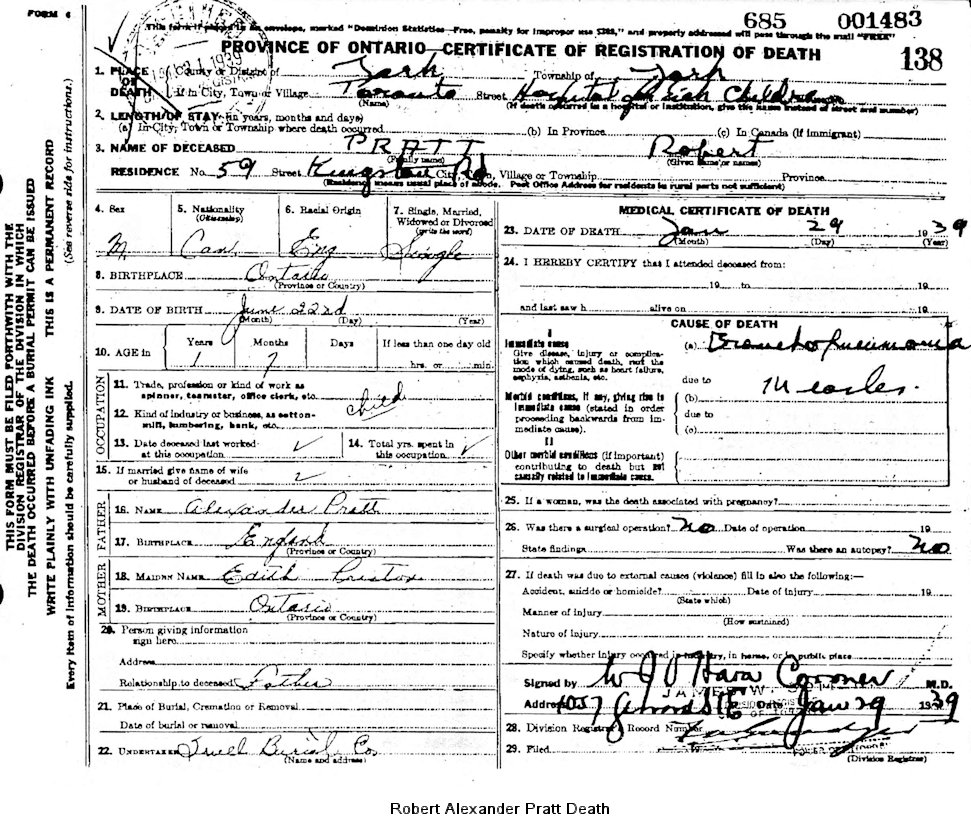 FORM 6
685 001483
This form if placed in an envelope, marked "Dominion Statistics—Free, penalty for improper use $300," and properly addressed will pass through the mail "FREE"
PROVINCE OF ONTARIO—CERTIFICATE OF REGISTRATION OF DEATH
138
THIS FORM MUST BE FILED FORTHWITH WITH THE
DIVISION REGISTRAR OF THE DIVISION IN WHICH
THE DEATH OCCURRED BEFORE A BURIAL PERMIT CAN BE ISSUED
WRITE PLAINLY WITH UNFADING INK THIS IS A PERMANENT RECORD
Every item of information should be carefully supplied. (See reverse side for instructions.)
1. PLACE OF DEATH County or District of York Township of York
If in City, Town or Village Toronto Street Hospital for Sick Children
(Name) (If death occurred in a hospital or institution, give the name instead of street and number)
2. LENGTH OF STAY (in years, months and days)
(a) In City, Town or Township where death occurred (b) In Province (c) In Canada (if immigrant)
3. NAME OF DECEASED PRATT Robert
(Family name) (Given name or names)
RESIDENCE No. 59 Street Kingston Rd City, Town, Village or Township Province
(Residence means usual place of abode. Post Office Address for residents in rural parts not sufficient)
4. Sex
M.
5. Nationality
(Citizenship)
Can
6. Racial Origin
Eng
7. Single, Married,
Widowed or Divorced
(write the word)
Single
8. BIRTHPLACE Ontario
(Province or Country)
9. DATE OF BIRTH June 22nd
(Month) (Day) (Year)
10. AGE in
Years Months Days If less than one day old
1 7 hrs. or min.
OCCUPATION
11. Trade, profession or kind of work as
spinner, teamster, office clerk, etc. child
12. Kind of industry or business, as cotton-
mill, lumbering, bank, etc.
13. Date deceased last worked
at this occupation
14. Total yrs. spent in
this occupation
15. If married give name of wife
or husband of deceased
FATHER
16. NAME Alexander Pratt
17. BIRTHPLACE England
(Province or Country)
MOTHER
18. MAIDEN NAME Edith Preston
19. BIRTHPLACE Ontario
(Province or Country)
20. Person giving information
sign here
Address
Relationship to deceased Father
21. Place of Burial, Cremation or Removal
Date of burial or removal
22. UNDERTAKER Burial Co.
(Name and address)
MEDICAL CERTIFICATE OF DEATH
23. DATE OF DEATH Jan 29 1939
(Month) (Day) (Year)
24. I HEREBY CERTIFY that I attended deceased from:
19 to 19
and last saw h alive on 19
CAUSE OF DEATH
I
Immediate cause
Give disease, injury or complica-
tion which caused death, not the
mode of dying, such as heart failure,
asphyxia, asthenia, etc.
(a) Broncho pneumonia
due to
Morbid conditions, if any, giving rise to
immediate cause (stated in order
proceeding backwards from im-
mediate cause).
(b) Measles.
due to
(c)
II
Other morbid conditions (if important)
contributing to death but not
causally related to immediate cause.
25. If a woman, was the death associated with pregnancy?
26. Was there a surgical operation? no Date of operation 19
State findings Was there an autopsy? no
27. If death was due to external causes (violence) fill in also the following:—
Accident, suicide or homicide? Date of injury 19
(State which)
Manner of injury
(How sustained)
Nature of injury
Specify whether injury occurred in industry, in home, or in public place
Signed by W J O'Hara Coroner M.D.
Address Date Jan 29 1939
28. Division Registrar's Record Number
29. Filed
(Division Registrar)
Robert Alexander Pratt Death